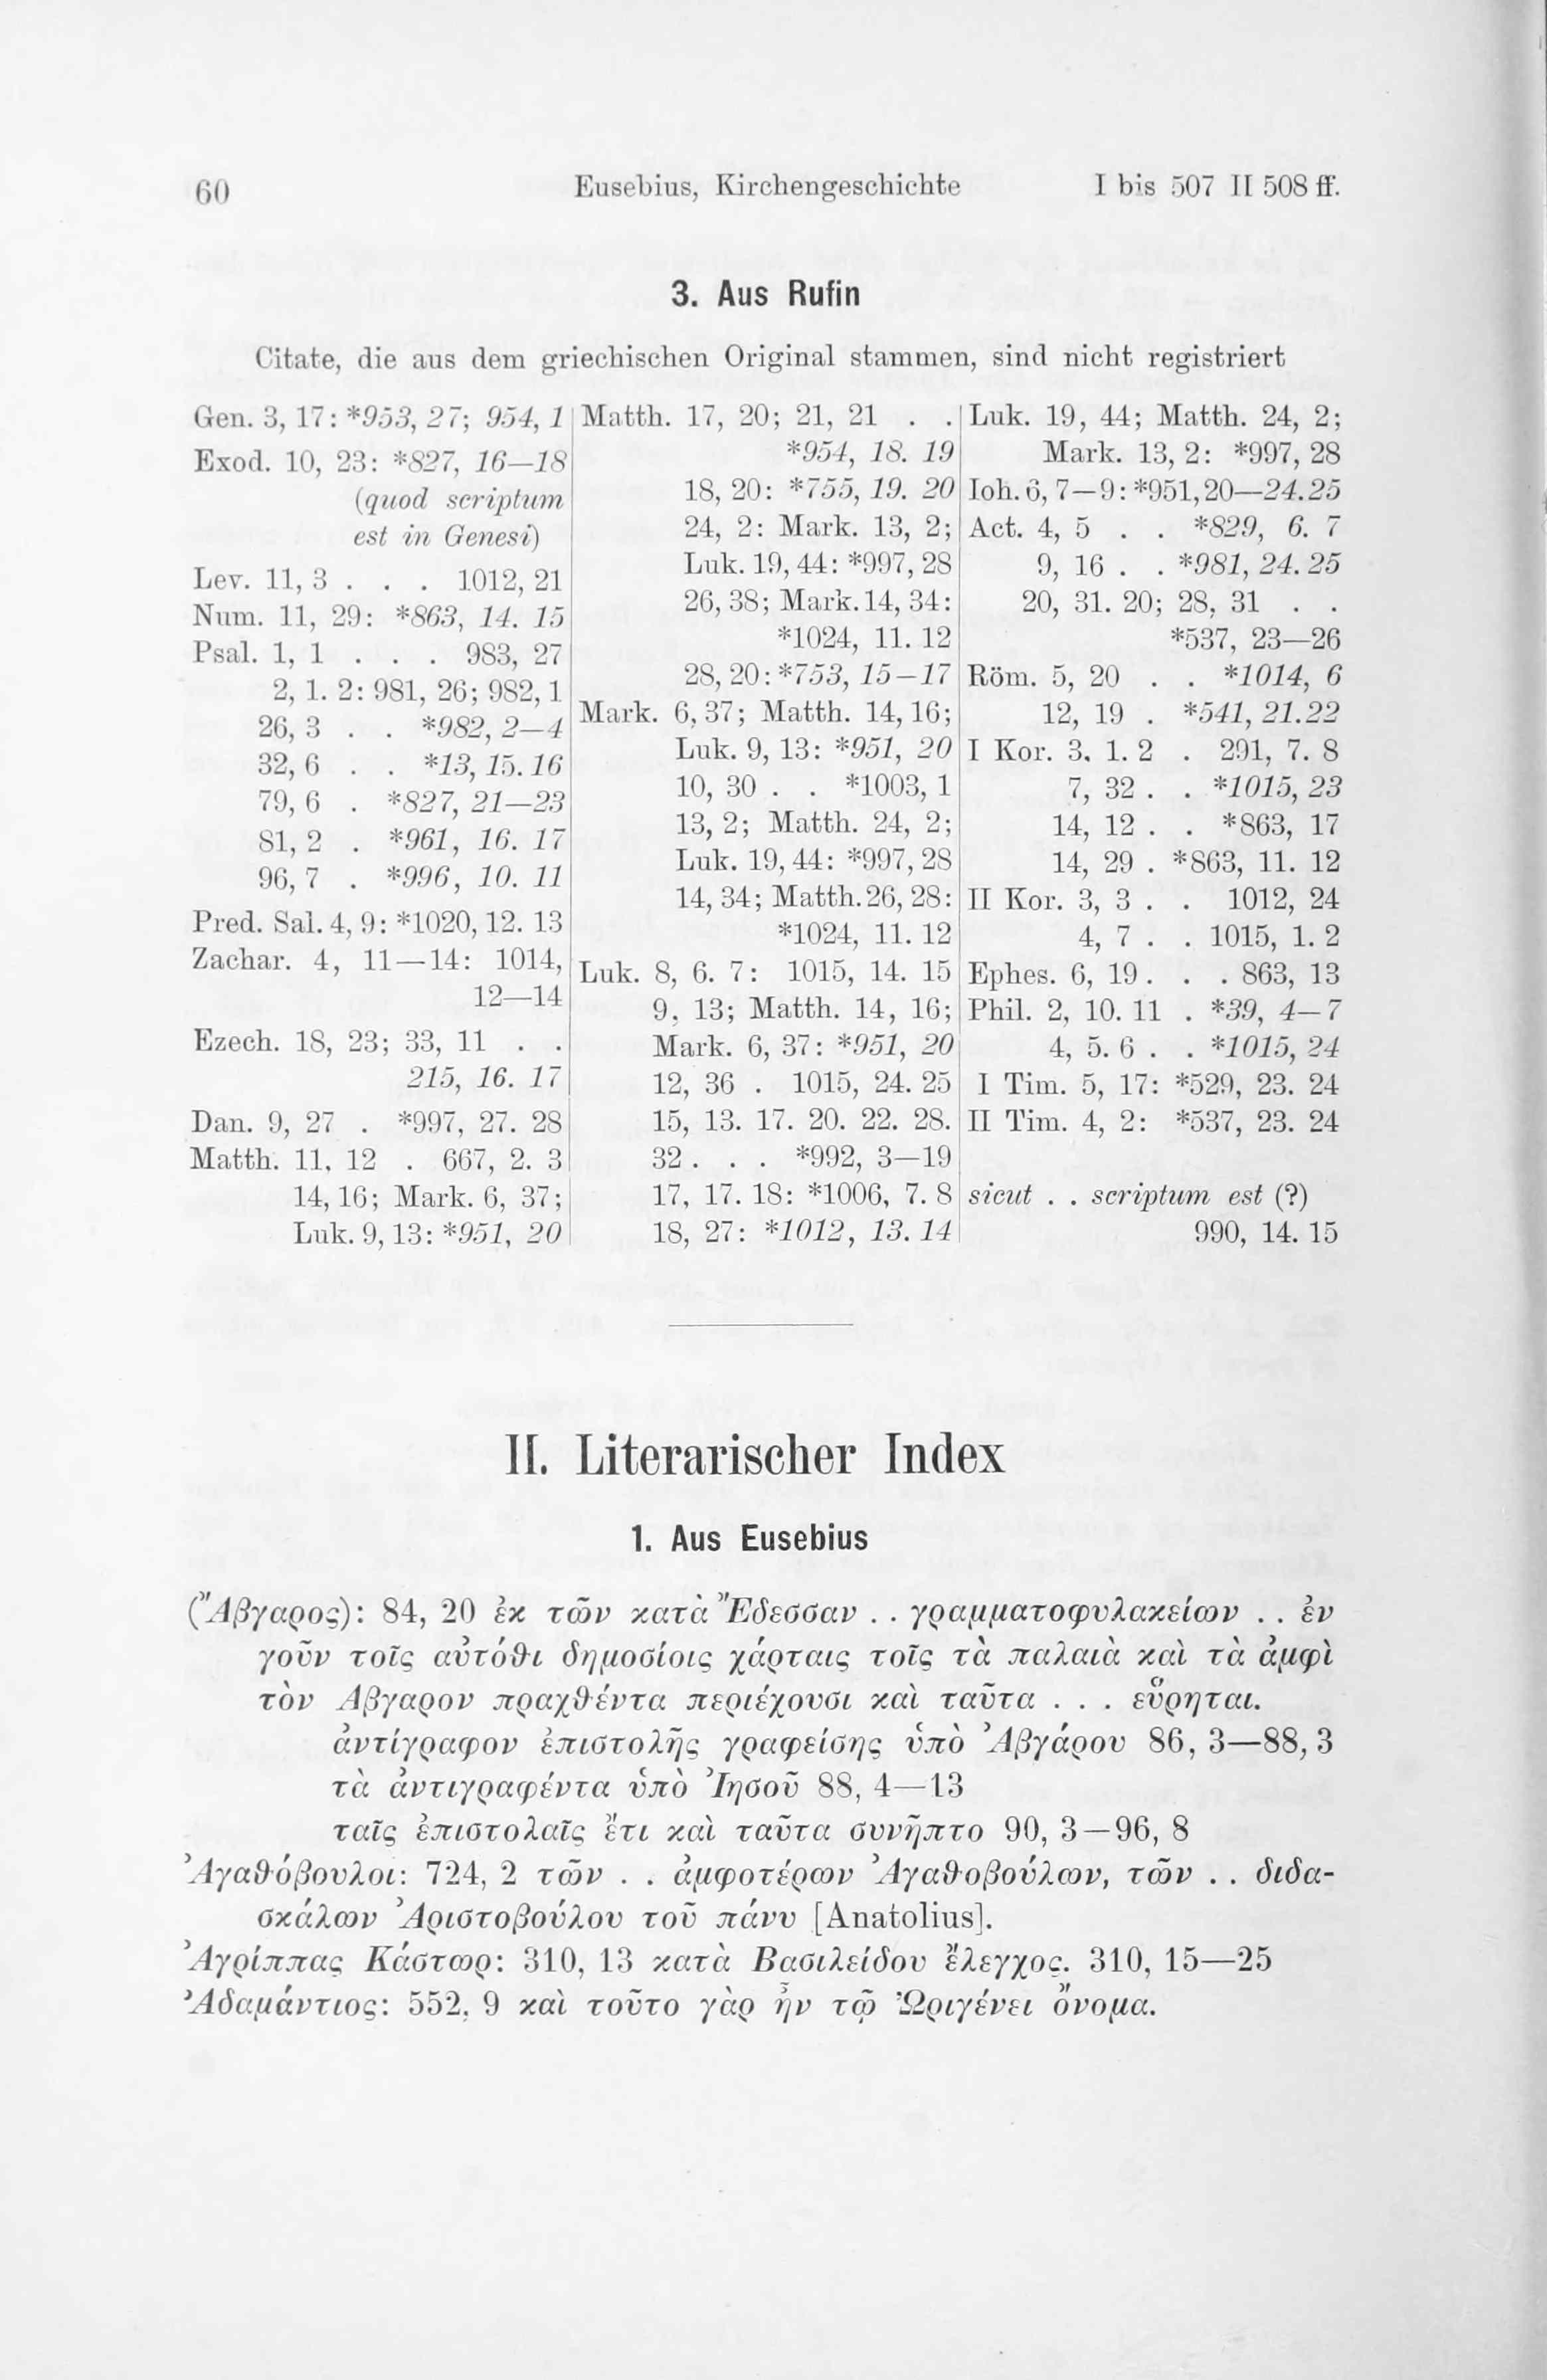 60 Eusebius, Kirchengeschichte I bis 507 II 508 ff.
3. Aus Rufin
Citate, die aus dem griechischen Original stammen, sind nicht registriert
Gen. 3, 17: *953, 27; 954, 1
Exod. 10, 23: *827, 16—18
(quod scriptum
est in Genesi)
Lev. 11, 3 . . . 1012, 21
Num. 11, 29: *863, 14. 15
Psal. 1, 1 . . . 983, 27
2, 1. 2: 981, 26; 982, 1
26, 3 . . *982, 2—4
32, 6 . . *13, 15. 16
79, 6 . *827, 21—23
81, 2 . *961, 16. 17
96, 7 . *996, 10. 11
Pred. Sal. 4, 9: *1020, 12. 13
Zachar. 4, 11—14: 1014,
12—14
Ezech. 18, 23; 33, 11 . .
215, 16. 17
Dan. 9, 27 . *997, 27. 28
Matth. 11, 12 . 667, 2. 3
14, 16; Mark. 6, 37;
Luk. 9, 13: *951, 20
Matth. 17, 20; 21, 21 . .
*954, 18. 19
18, 20: *755, 19. 20
24, 2: Mark. 13, 2;
Luk. 19, 44: *997, 28
26, 38; Mark. 14, 34:
*1024, 11. 12
28, 20: *753, 15—17
Mark. 6, 37; Matth. 14, 16;
Luk. 9, 13: *951, 20
10, 30 . . *1003, 1
13, 2; Matth. 24, 2;
Luk. 19, 44: *997, 28
14, 34; Matth. 26, 28:
*1024, 11. 12
Luk. 8, 6. 7: 1015, 14. 15
9, 13; Matth. 14, 16;
Mark. 6, 37: *951, 20
12, 36 . 1015, 24. 25
15, 13. 17. 20. 22. 28.
32 . . . *992, 3—19
17, 17. 18: *1006, 7. 8
18, 27: *1012, 13. 14
Luk. 19, 44; Matth. 24, 2;
Mark. 13, 2: *997, 28
Ioh. 6, 7—9: *951, 20—24. 25
Act. 4, 5 . . *829, 6. 7
9, 16 . . *981, 24. 25
20, 31. 20; 28, 31 . .
*537, 23—26
Röm. 5, 20 . . *1014, 6
12, 19 . *541, 21. 22
I Kor. 3. 1. 2 . 291, 7. 8
7, 32 . . *1015, 23
14, 12 . . *863, 17
14, 29 . *863, 11. 12
II Kor. 3, 3 . . 1012, 24
4, 7 . . 1015, 1. 2
Ephes. 6, 19 . . . 863, 13
Phil. 2, 10. 11 . *39, 4—7
4, 5. 6 . . *1015, 24
I Tim. 5, 17: *529, 23. 24
II Tim. 4, 2: *537, 23. 24
sicut . . scriptum est (?)
990, 14. 15
II. Literarischer Index
1. Aus Eusebius
(Ἄβγαρος): 84, 20 ἐκ τῶν κατὰ Ἔδεσσαν . . γραμματοφυλακείων . . ἐν
γοῦν τοῖς αὐτόθι δημοσίοις χάρταις τοῖς τὰ παλαιὰ καὶ τὰ ἀμφὶ
τὸν Ἄβγαρον πραχθέντα περιέχουσι καὶ ταῦτα . . . εὕρηται.
ἀντίγραφον ἐπιστολῆς γραφείσης ὑπὸ Ἀβγάρου 86, 3—88, 3
τὰ ἀντιγραφέντα ὑπὸ Ἰησοῦ 88, 4—13
ταῖς ἐπιστολαῖς ἔτι καὶ ταῦτα συνῆπτο 90, 3—96, 8
Ἀγαθόβουλοι: 724, 2 τῶν . . ἀμφοτέρων Ἀγαθοβούλων, τῶν . . διδα-
σκάλων Ἀριστοβούλου τοῦ πάνυ [Anatolius].
Ἀγρίππας Κάστωρ: 310, 13 κατὰ Βασιλείδου ἔλεγχος. 310, 15—25
Ἀδαμάντιος: 552, 9 καὶ τοῦτο γὰρ ἦν τῷ Ὠριγένει ὄνομα.